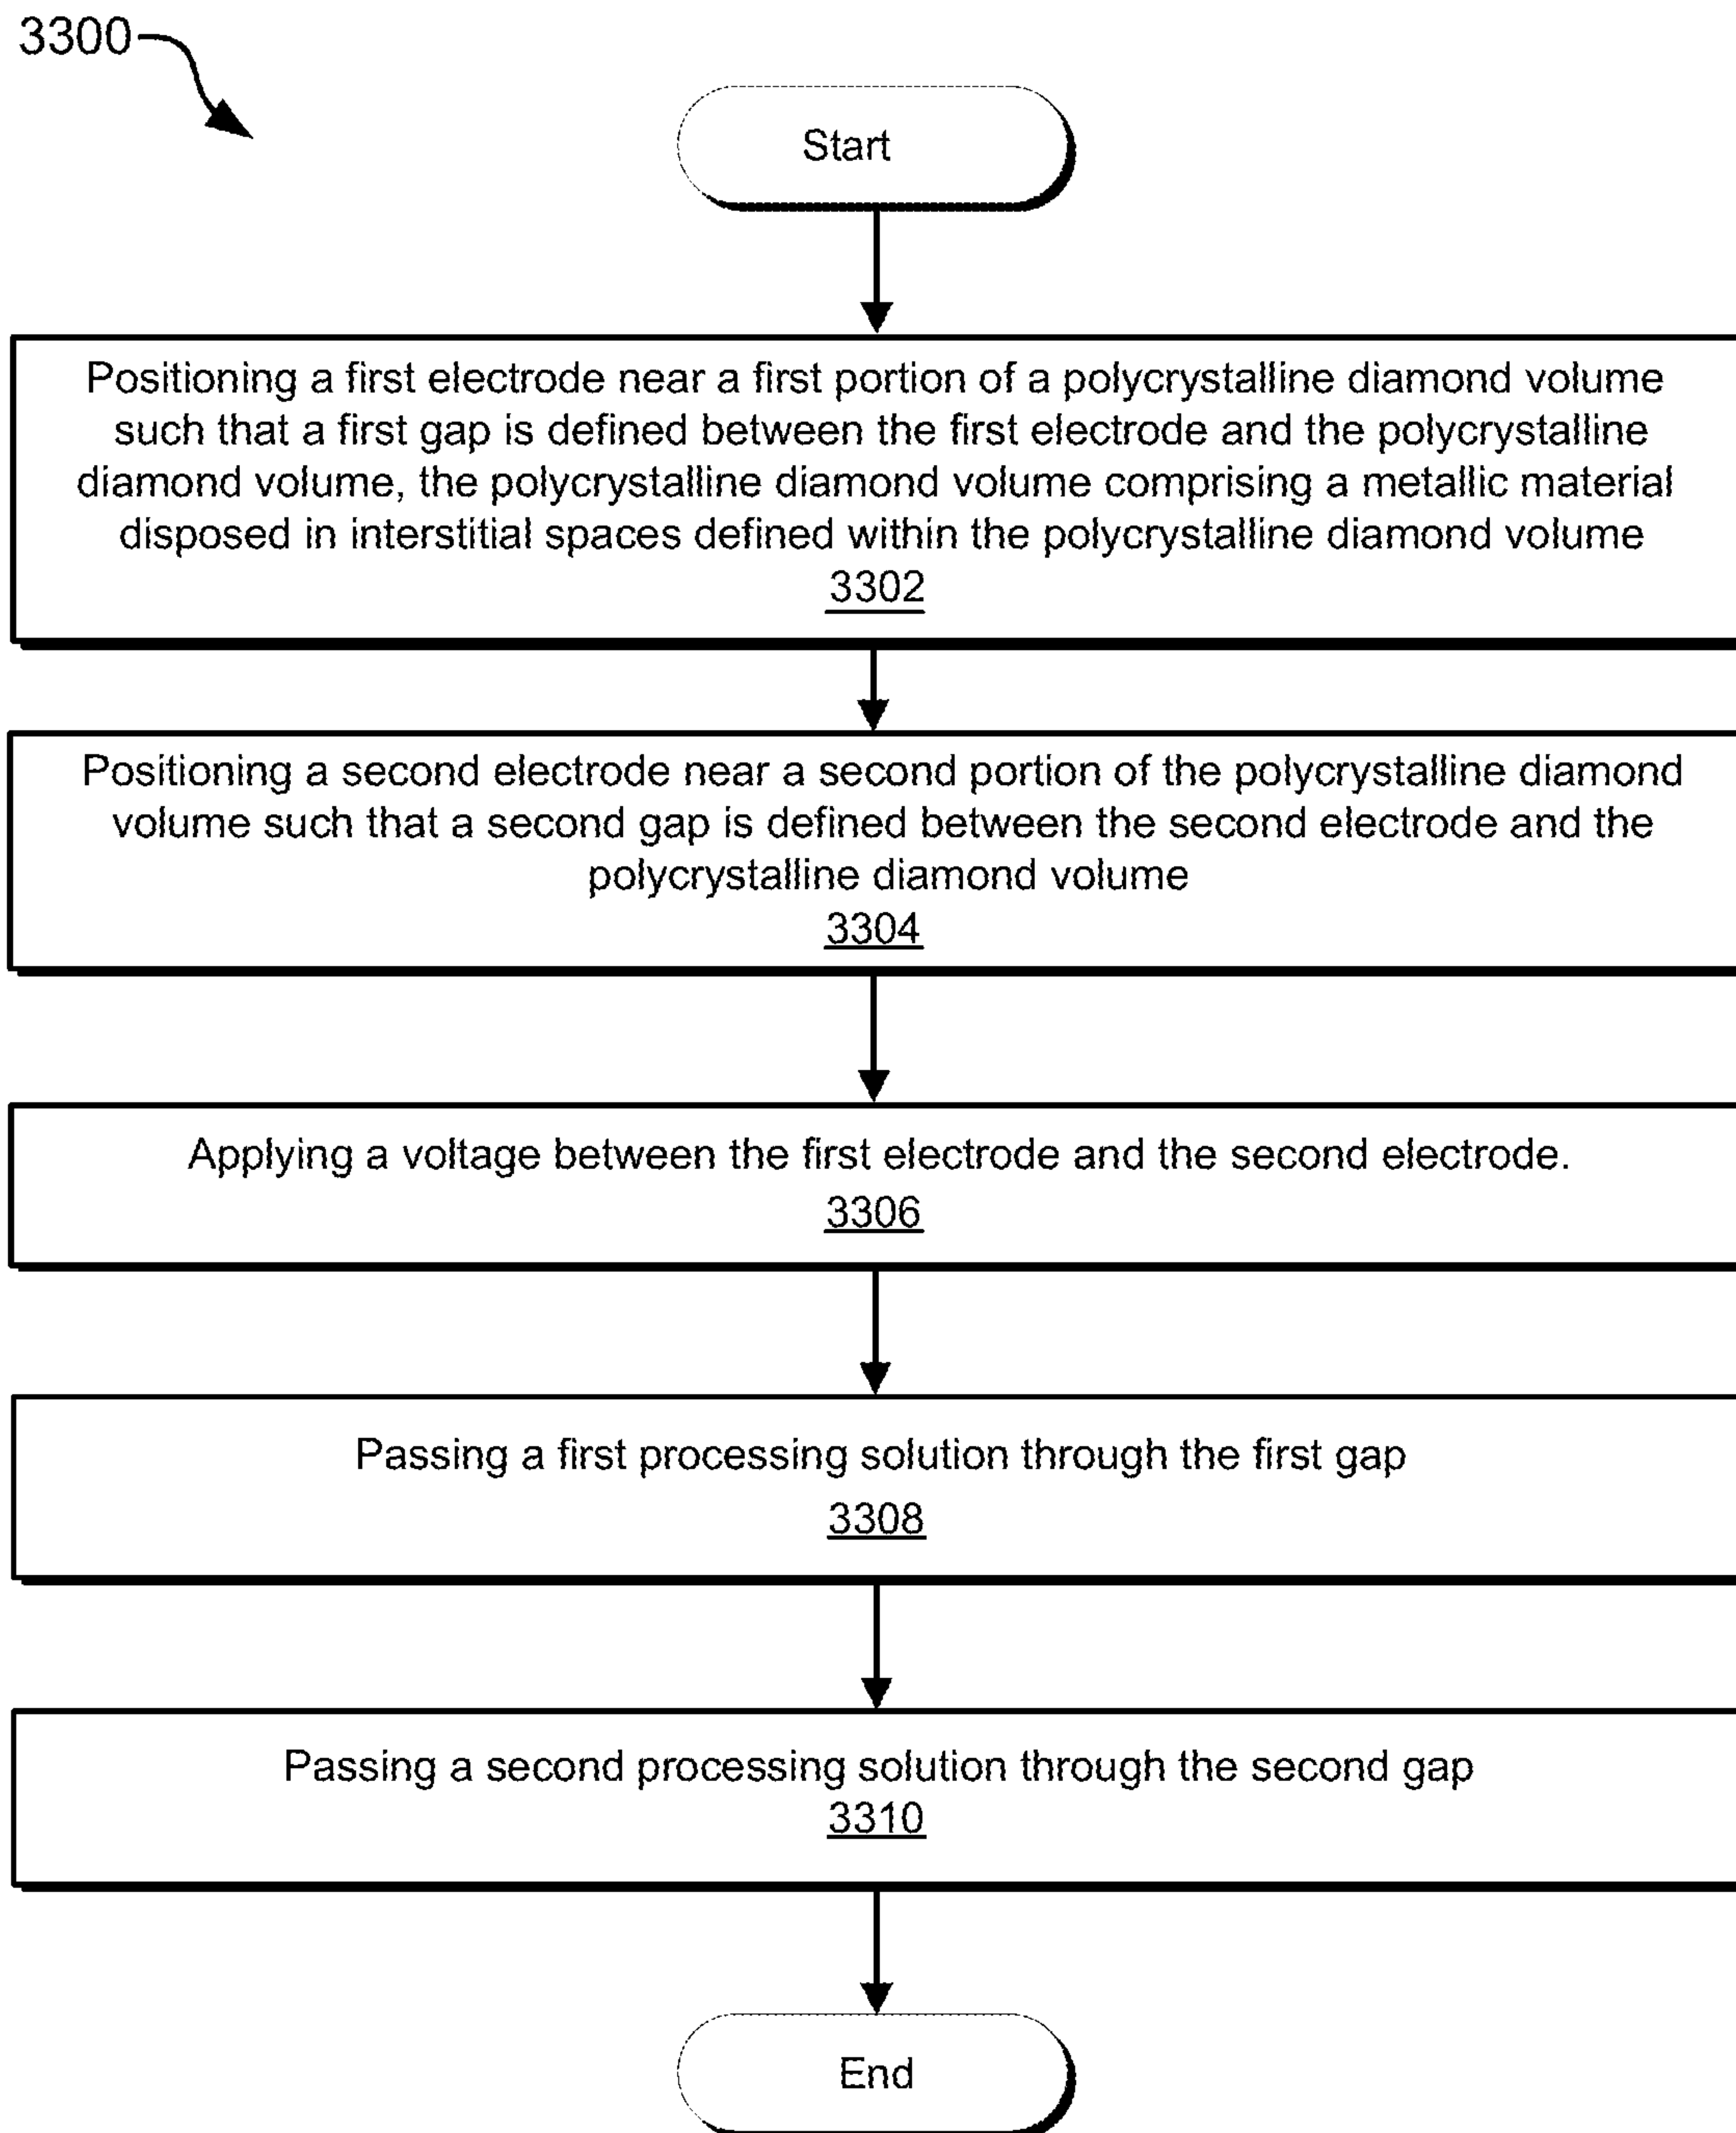 3300
Start
Positioning a first electrode near a first portion of a polycrystalline diamond volume
such that a first gap is defined between the first electrode and the polycrystalline
diamond volume, the polycrystalline diamond volume comprising a metallic material
disposed in interstitial spaces defined within the polycrystalline diamond volume
3302
Positioning a second electrode near a second portion of the polycrystalline diamond
volume such that a second gap is defined between the second electrode and the
polycrystalline diamond volume
3304
Applying a voltage between the first electrode and the second electrode.
3306
Passing a first processing solution through the first gap
3308
Passing a second processing solution through the second gap
3310
End